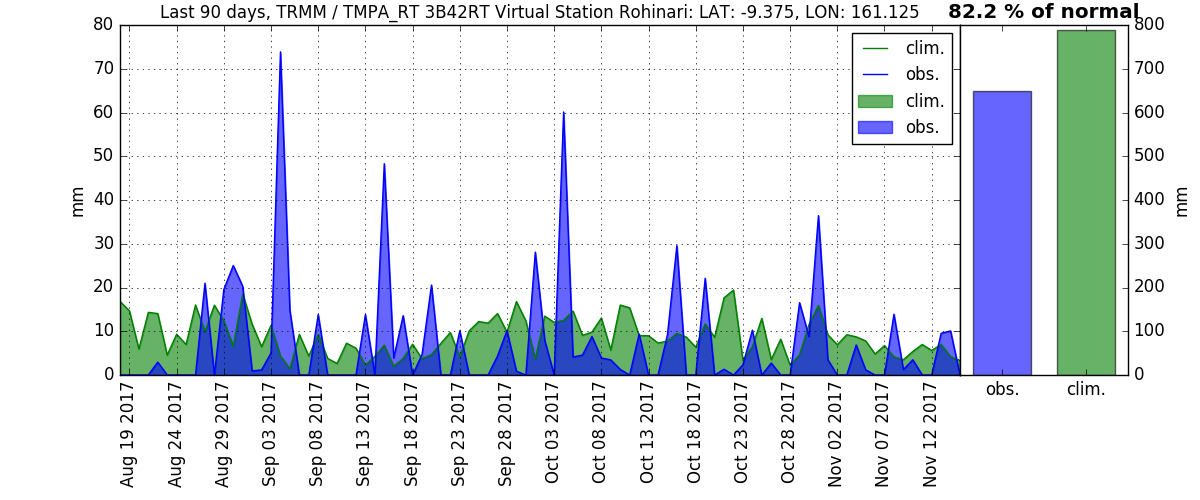 Last 90 days, TRMM / TMPA_RT 3B42RT Virtual Station Rohinari: LAT: -9.375, LON: 161.125
82.2 % of normal
80
70
60
50
40
30
20
10
0
mm
clim.
obs.
clim.
obs.
800
700
600
500
400
300
200
100
0
mm
Aug 19 2017
Aug 24 2017
Aug 29 2017
Sep 03 2017
Sep 08 2017
Sep 13 2017
Sep 18 2017
Sep 23 2017
Sep 28 2017
Oct 03 2017
Oct 08 2017
Oct 13 2017
Oct 18 2017
Oct 23 2017
Oct 28 2017
Nov 02 2017
Nov 07 2017
Nov 12 2017
obs.
clim.